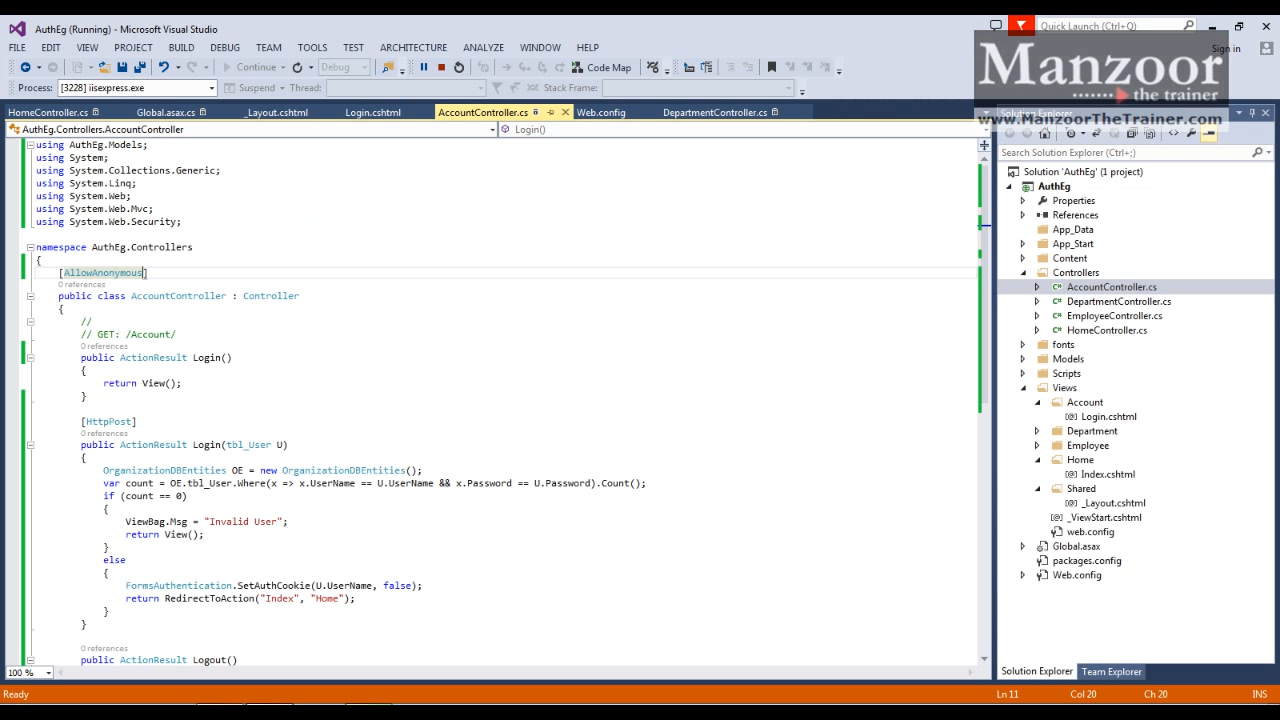 AuthEg (Running) - Microsoft Visual Studio
Quick Launch (Ctrl+Q)
FILE EDIT VIEW PROJECT BUILD DEBUG TEAM TOOLS TEST ARCHITECTURE ANALYZE WINDOW HELP
Sign in
Manzoor
the trainer
www.ManzoorTheTrainer.com
Continue Debug Code Map
Process: [3228] iisexpress.exe Suspend Thread: Stack Frame:
HomeController.cs Global.asax.cs _Layout.cshtml Login.cshtml AccountController.cs Web.config DepartmentController.cs
AuthEg.Controllers.AccountController Login()
using AuthEg.Models;
using System;
using System.Collections.Generic;
using System.Linq;
using System.Web;
using System.Web.Mvc;
using System.Web.Security;
namespace AuthEg.Controllers
{
[AllowAnonymous]
0 references
public class AccountController : Controller
{
//
// GET: /Account/
0 references
public ActionResult Login()
{
return View();
}
[HttpPost]
0 references
public ActionResult Login(tbl_User U)
{
OrganizationDBEntities OE = new OrganizationDBEntities();
var count = OE.tbl_User.Where(x => x.UserName == U.UserName && x.Password == U.Password).Count();
if (count == 0)
{
ViewBag.Msg = "Invalid User";
return View();
}
else
{
FormsAuthentication.SetAuthCookie(U.UserName, false);
return RedirectToAction("Index", "Home");
}
}
0 references
public ActionResult Logout()
100 %
Solution Explorer
Search Solution Explorer (Ctrl+;)
Solution 'AuthEg' (1 project)
AuthEg
Properties
References
App_Data
App_Start
Content
Controllers
AccountController.cs
DepartmentController.cs
EmployeeController.cs
HomeController.cs
fonts
Models
Scripts
Views
Account
Login.cshtml
Department
Employee
Home
Index.cshtml
Shared
_Layout.cshtml
_ViewStart.cshtml
web.config
Global.asax
packages.config
Web.config
Solution Explorer Team Explorer
Ready Ln 11 Col 20 Ch 20 INS